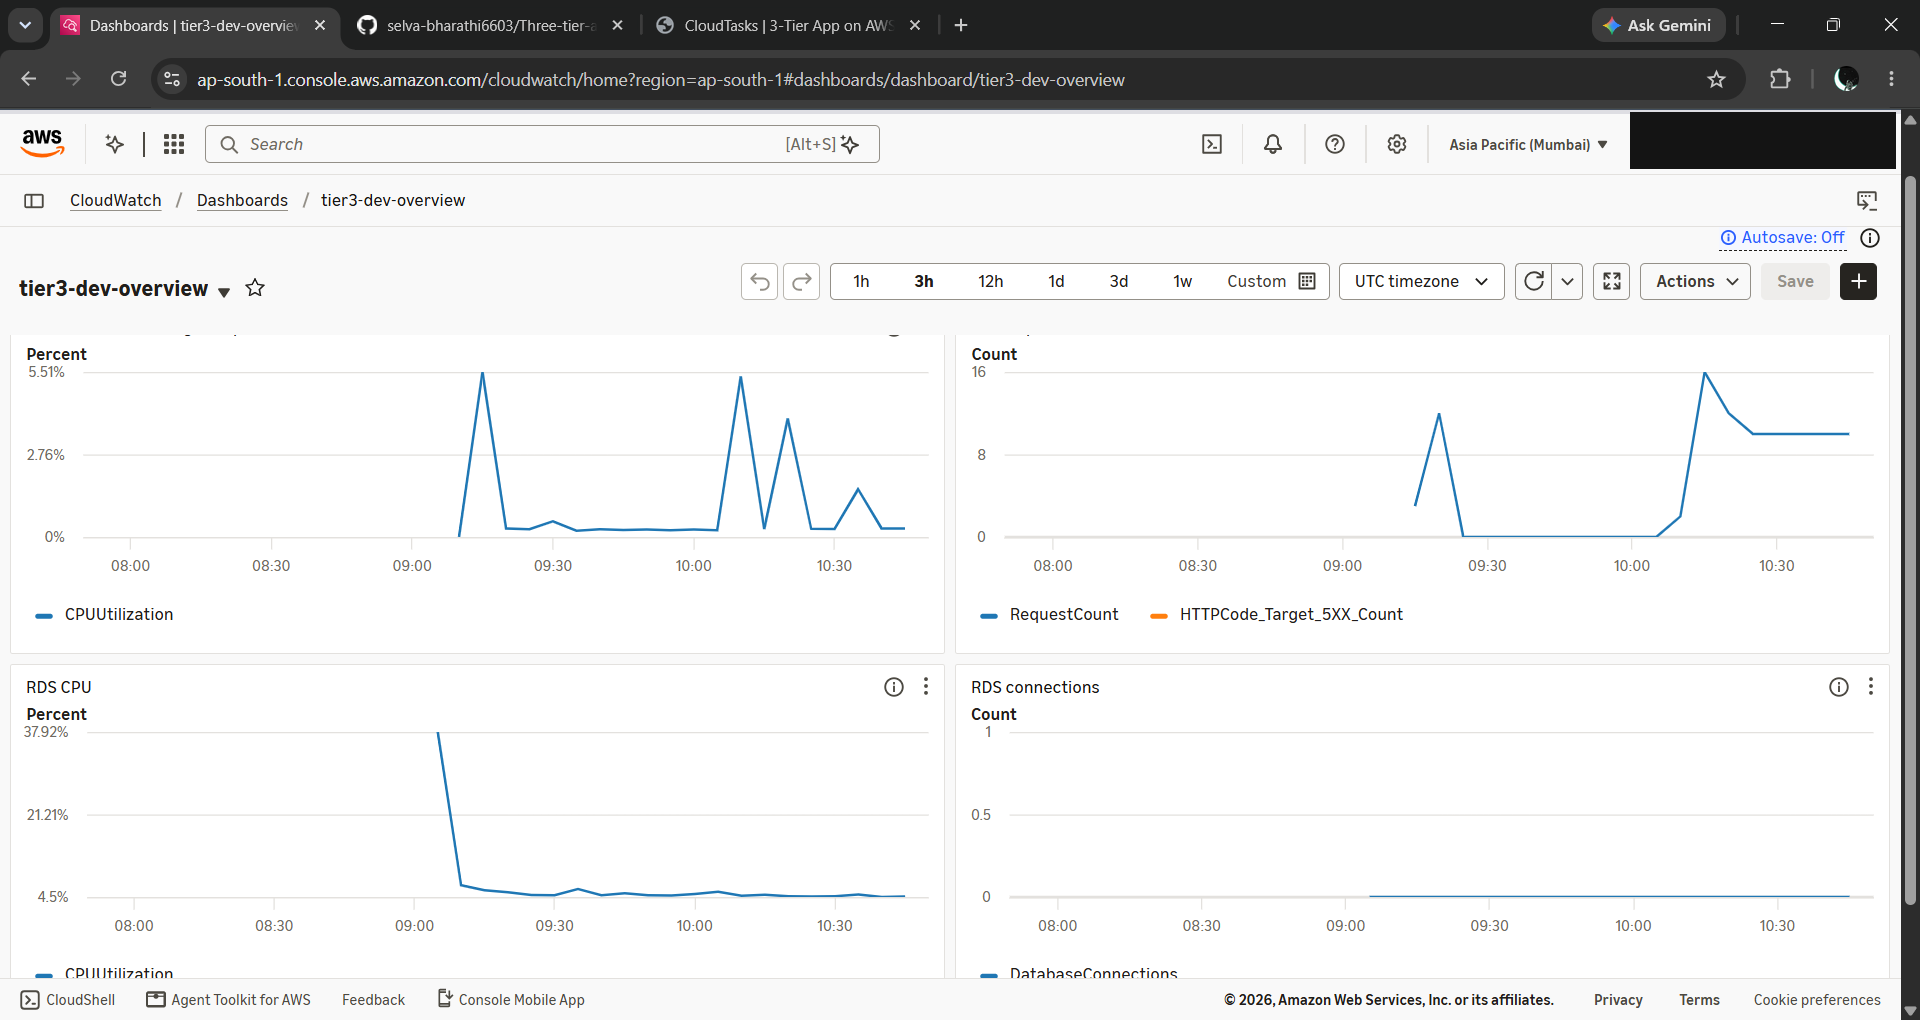 Dashboards | tier3-dev-overvie
selva-bharathi6603/Three-tier-a
CloudTasks | 3-Tier App on AWS
Ask Gemini
ap-south-1.console.aws.amazon.com/cloudwatch/home?region=ap-south-1#dashboards/dashboard/tier3-dev-overview
aws
Search
[Alt+S]
Asia Pacific (Mumbai)
CloudWatch / Dashboards / tier3-dev-overview
Autosave: Off
tier3-dev-overview
1h 3h 12h 1d 3d 1w Custom
UTC timezone
Actions
Save
Percent
5.51%
2.76%
0%
08:00 08:30 09:00 09:30 10:00 10:30
CPUUtilization
Count
16
8
0
08:00 08:30 09:00 09:30 10:00 10:30
RequestCount HTTPCode_Target_5XX_Count
RDS CPU
Percent
37.92%
21.21%
4.5%
08:00 08:30 09:00 09:30 10:00 10:30
CPUUtilization
RDS connections
Count
1
0.5
0
08:00 08:30 09:00 09:30 10:00 10:30
DatabaseConnections
CloudShell Agent Toolkit for AWS Feedback Console Mobile App
© 2026, Amazon Web Services, Inc. or its affiliates. Privacy Terms Cookie preferences